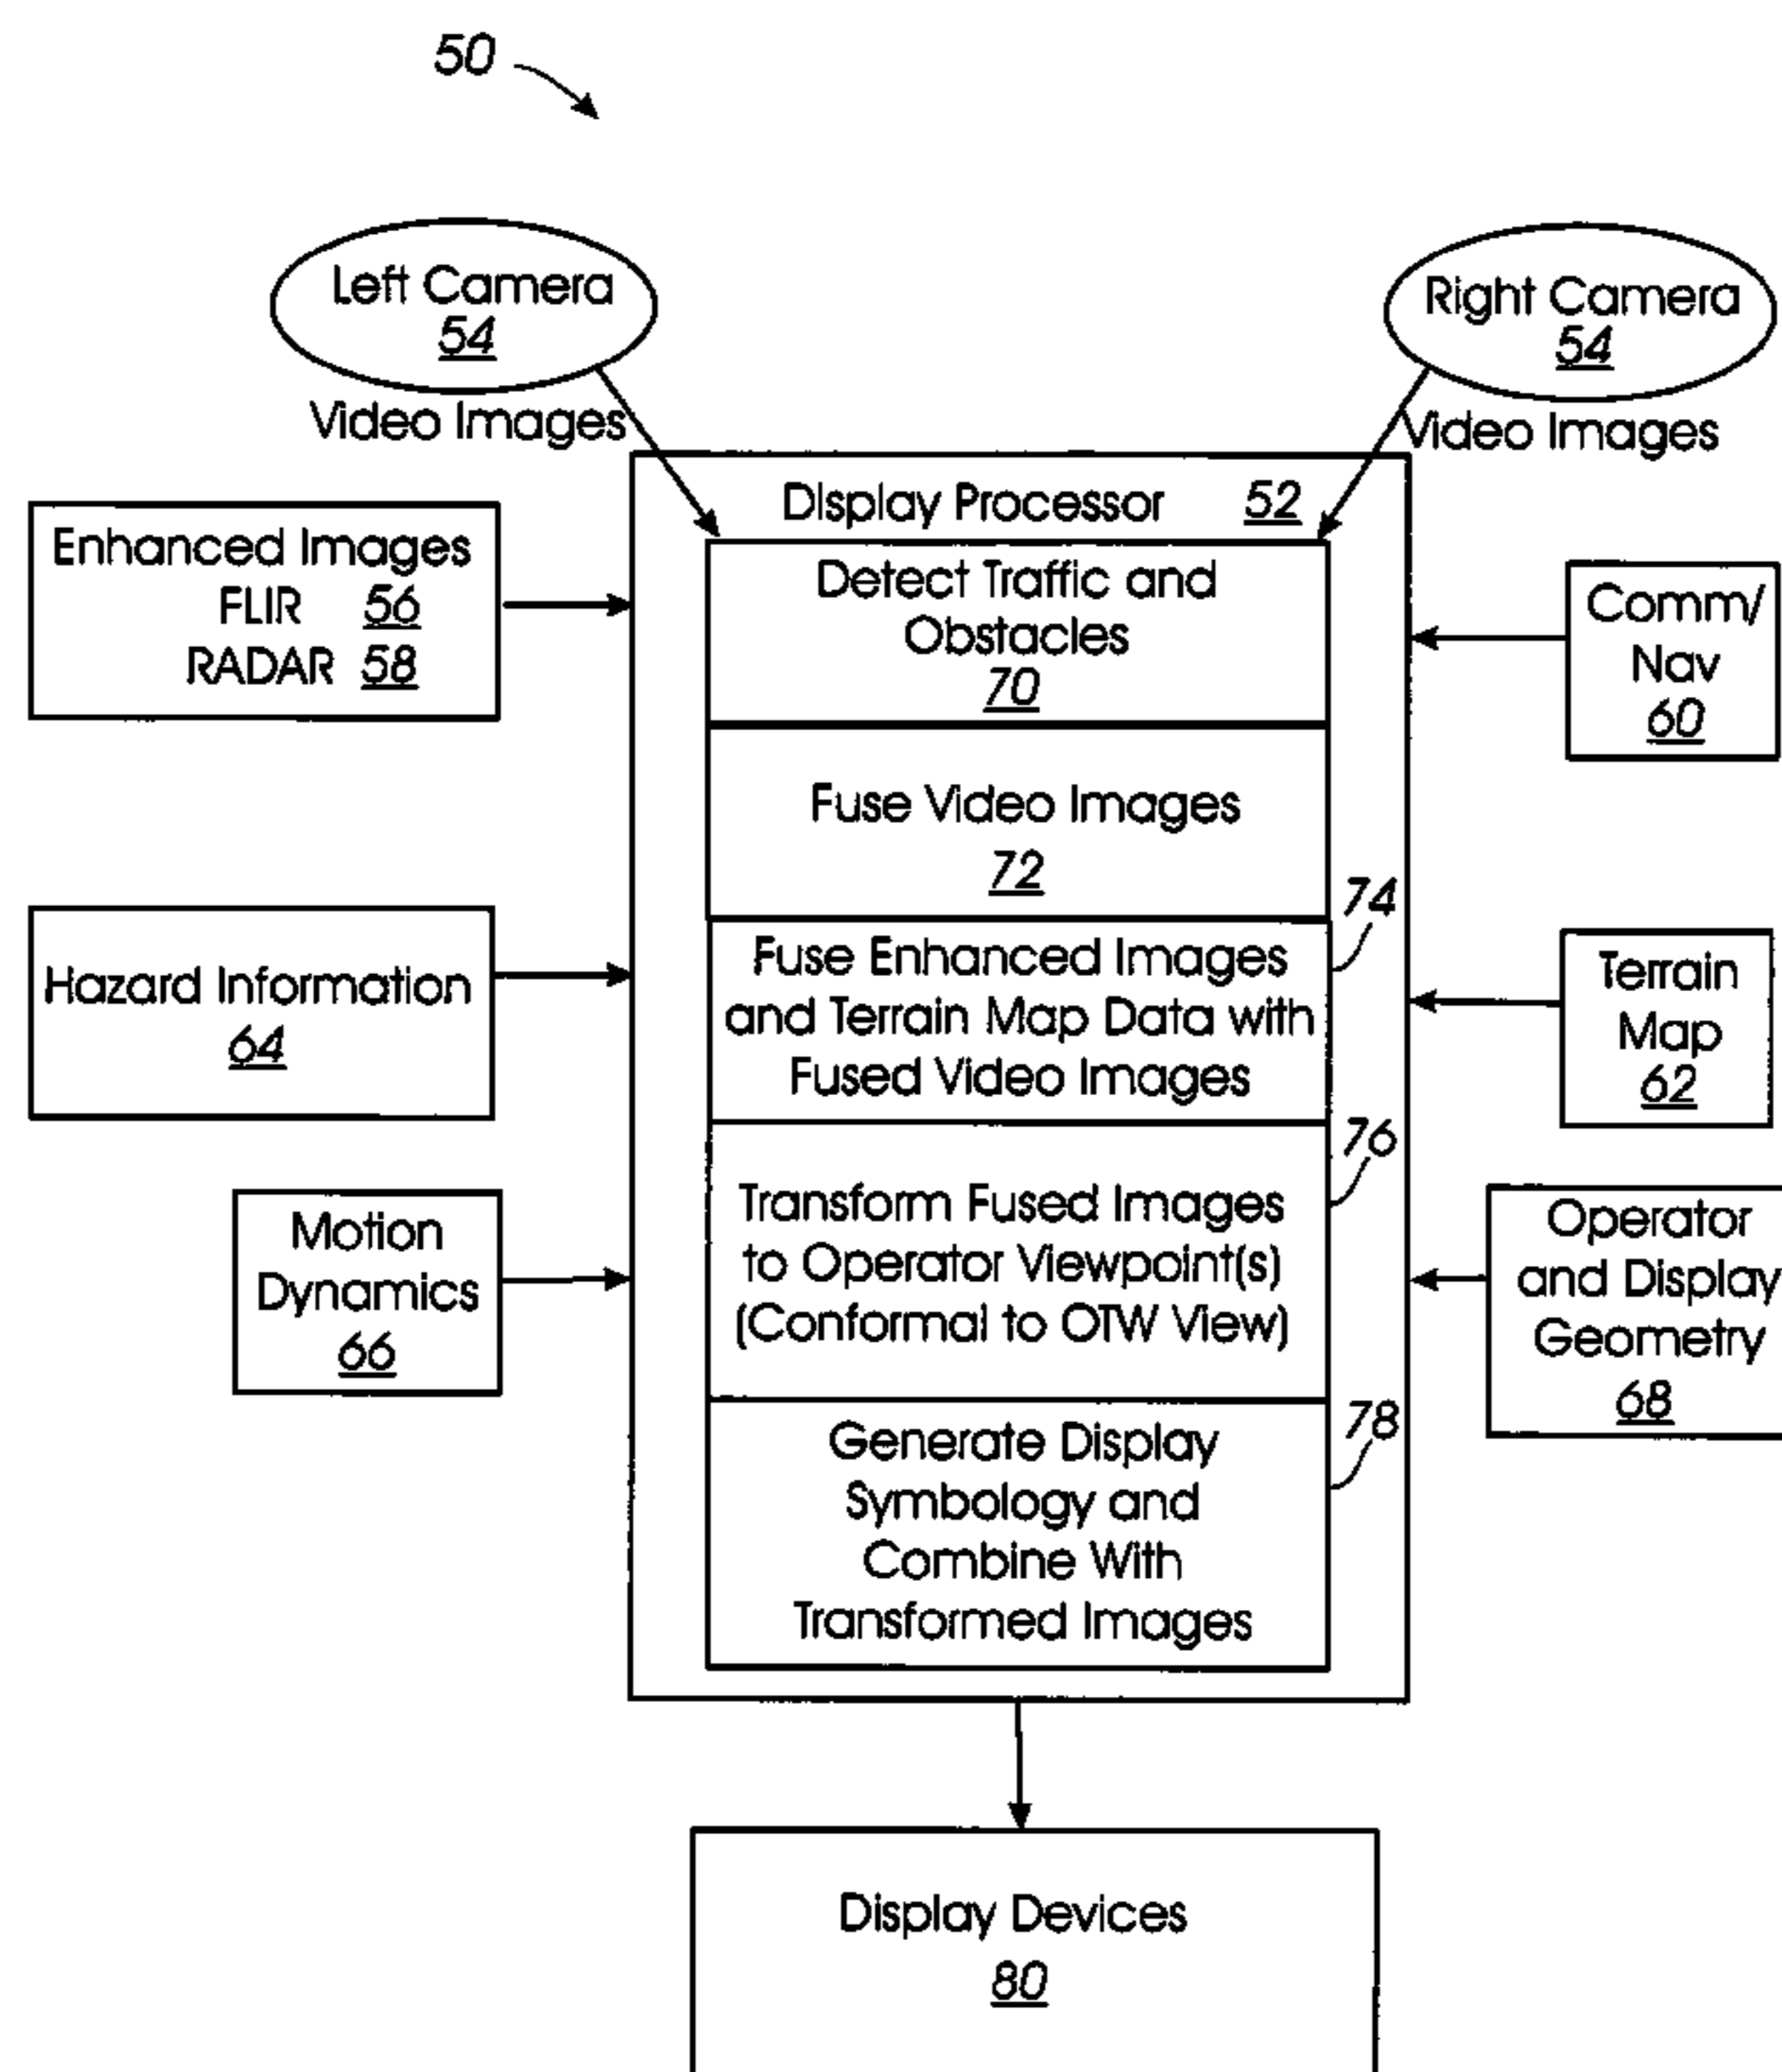 50
Left Camera
54
Video Images
Right Camera
54
Video Images
Display Processor 52
Enhanced Images
FLIR 56
RADAR 58
Detect Traffic and
Obstacles
70
Comm/
Nav
60
Fuse Video Images
72
74
Hazard Information
64
Fuse Enhanced Images
and Terrain Map Data with
Fused Video Images
Terrain
Map
62
76
Motion
Dynamics
66
Transform Fused Images
to Operator Viewpoint(s)
(Conformal to OTW View)
Operator
and Display
Geometry
68
78
Generate Display
Symbology and
Combine With
Transformed Images
Display Devices
80